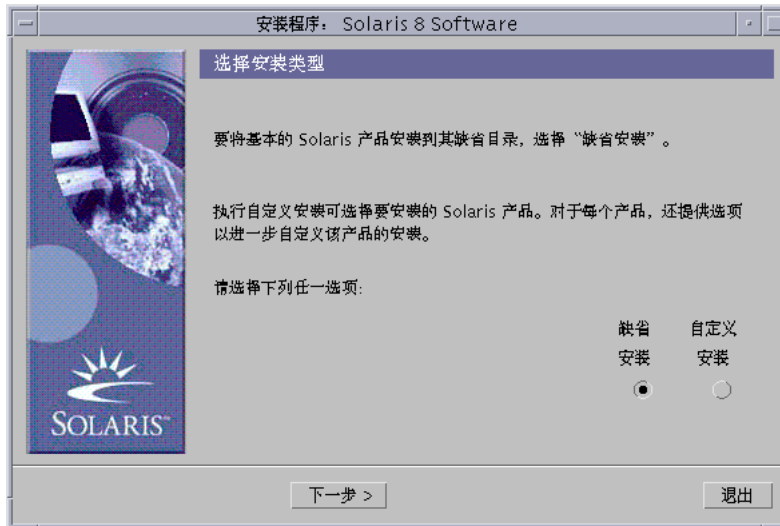 安装程序: Solaris 8 Software
选择安装类型
要将基本的 Solaris 产品安装到其缺省目录，选择“缺省安装”。
执行自定义安装可选择要安装的 Solaris 产品。对于每个产品，还提供选项
以进一步自定义该产品的安装。
请选择下列任一选项:
缺省 自定义
安装 安装
SOLARIS™
下一步 >
退出